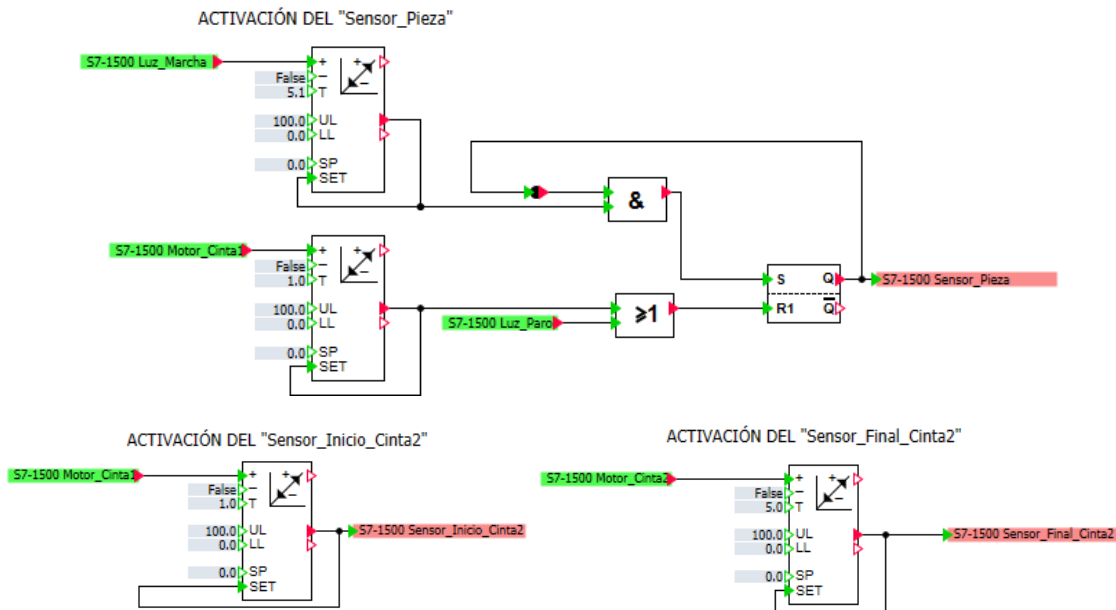 ACTIVACIÓN DEL "Sensor_Pieza"
S7-1500 Luz_Marcha
+
False
-
5.1
T
+
-
100.0
UL
0.0
LL
0.0
SP
SET
&
S7-1500 Motor_Cinta1
+
False
-
1.0
T
+
-
100.0
UL
0.0
LL
0.0
SP
SET
S7-1500 Luz_Paro
≥1
S
Q
R1
Q
S7-1500 Sensor_Pieza
ACTIVACIÓN DEL "Sensor_Inicio_Cinta2"
S7-1500 Motor_Cinta1
+
False
-
1.0
T
+
-
100.0
UL
0.0
LL
S7-1500 Sensor_Inicio_Cinta2
0.0
SP
SET
ACTIVACIÓN DEL "Sensor_Final_Cinta2"
S7-1500 Motor_Cinta2
+
False
-
5.0
T
+
-
100.0
UL
0.0
LL
S7-1500 Sensor_Final_Cinta2
0.0
SP
SET